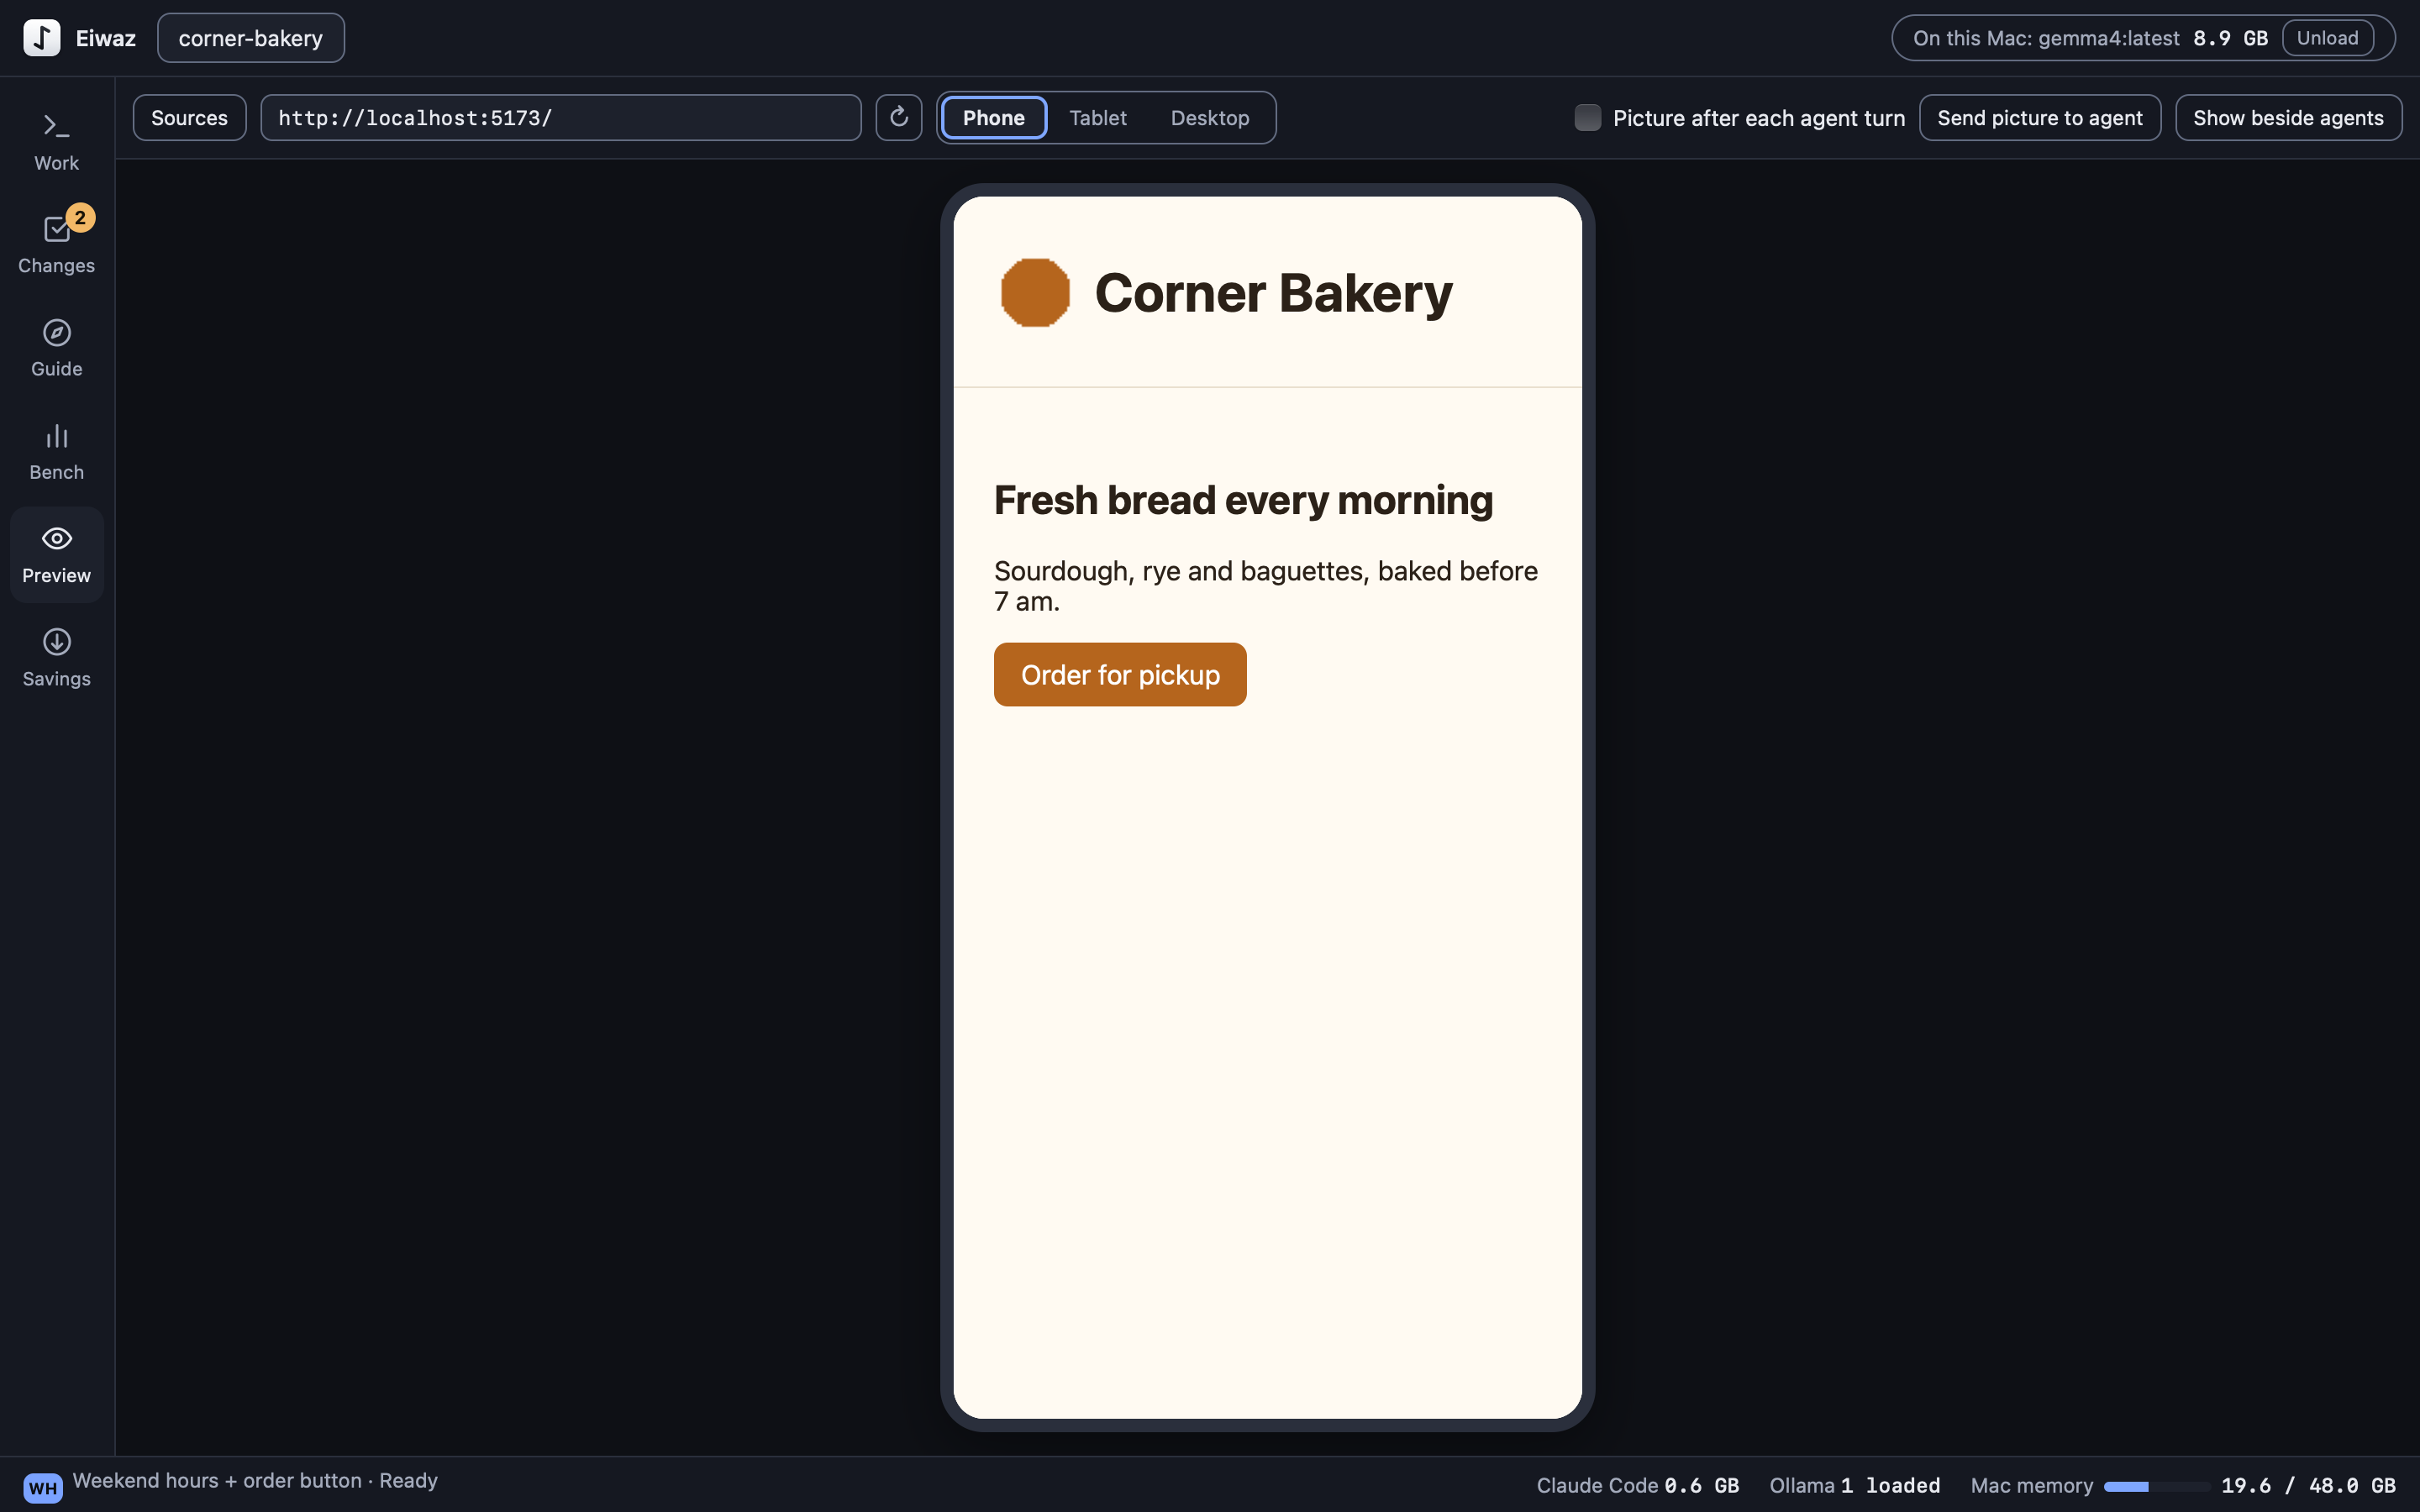 Eiwaz
corner-bakery
On this Mac: gemma4:latest 8.9 GB
Unload
Work
2
Changes
Guide
Bench
Preview
Savings
Sources
http://localhost:5173/
Phone
Tablet
Desktop
Picture after each agent turn
Send picture to agent
Show beside agents
Corner Bakery
Fresh bread every morning
Sourdough, rye and baguettes, baked before
7 am.
Order for pickup
WH
Weekend hours + order button · Ready
Claude Code 0.6 GB
Ollama 1 loaded
Mac memory
19.6 / 48.0 GB